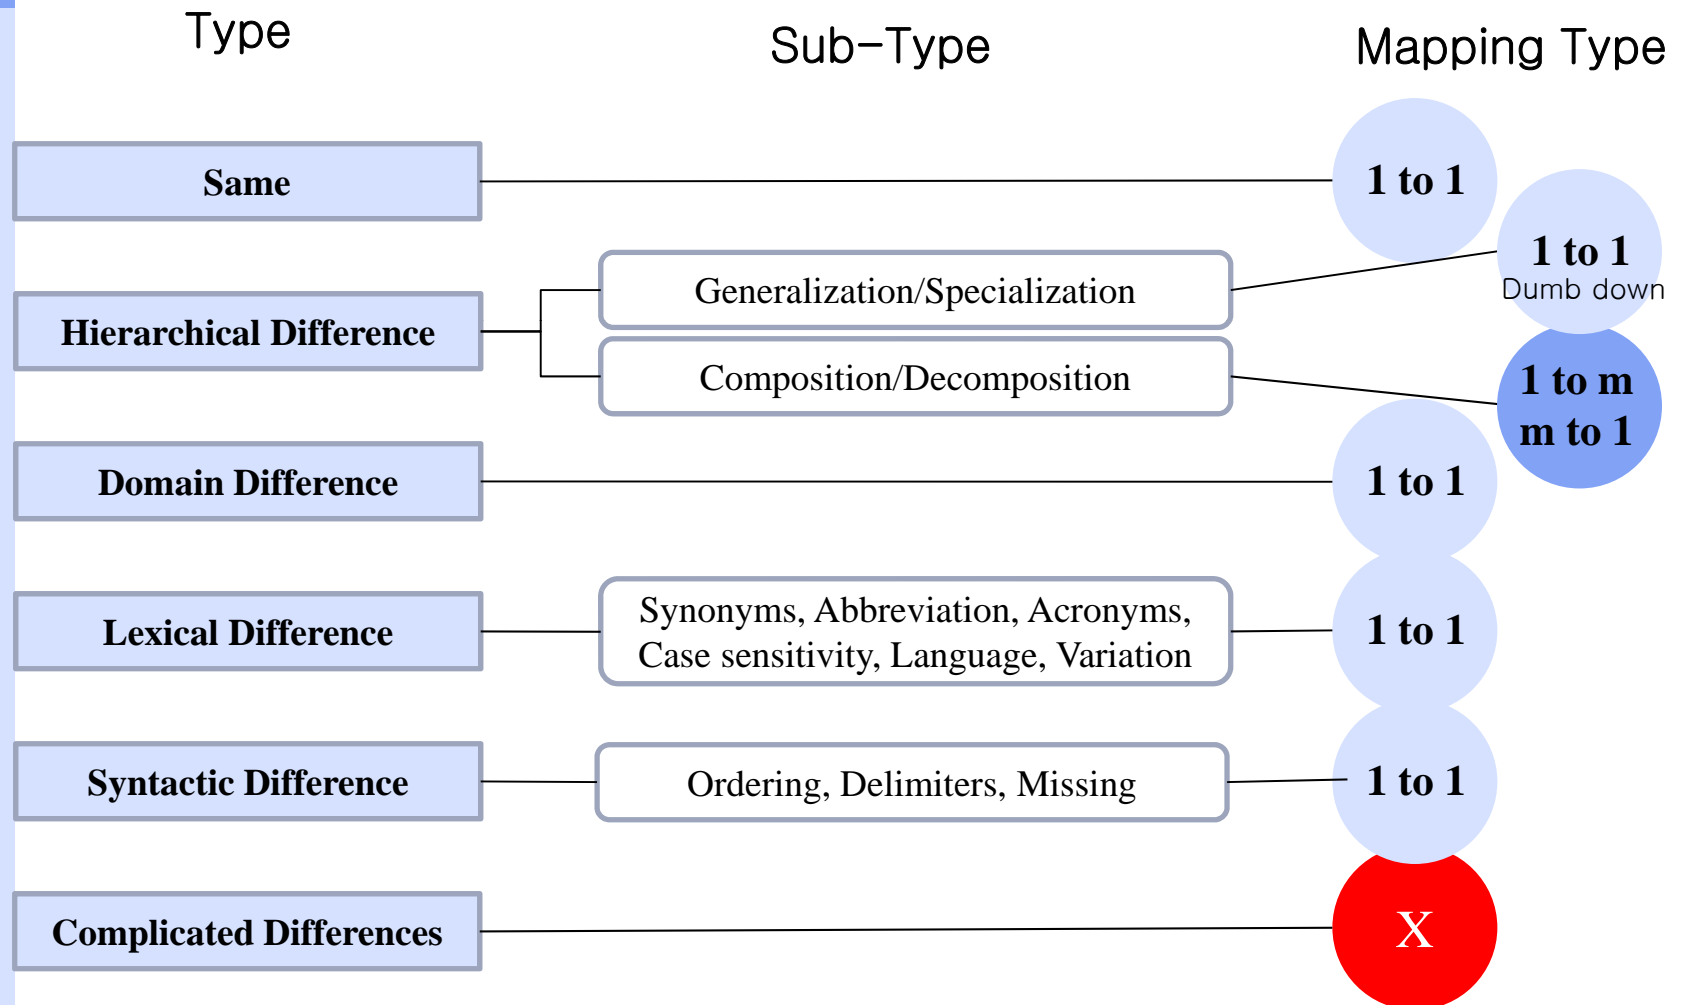 Type
Sub-Type
Mapping Type
Same
1 to 1
Hierarchical Difference
Generalization/Specialization
1 to 1
Dumb down
Composition/Decomposition
1 to m
m to 1
Domain Difference
1 to 1
Lexical Difference
Synonyms, Abbreviation, Acronyms,
Case sensitivity, Language, Variation
1 to 1
Syntactic Difference
Ordering, Delimiters, Missing
1 to 1
Complicated Differences
X